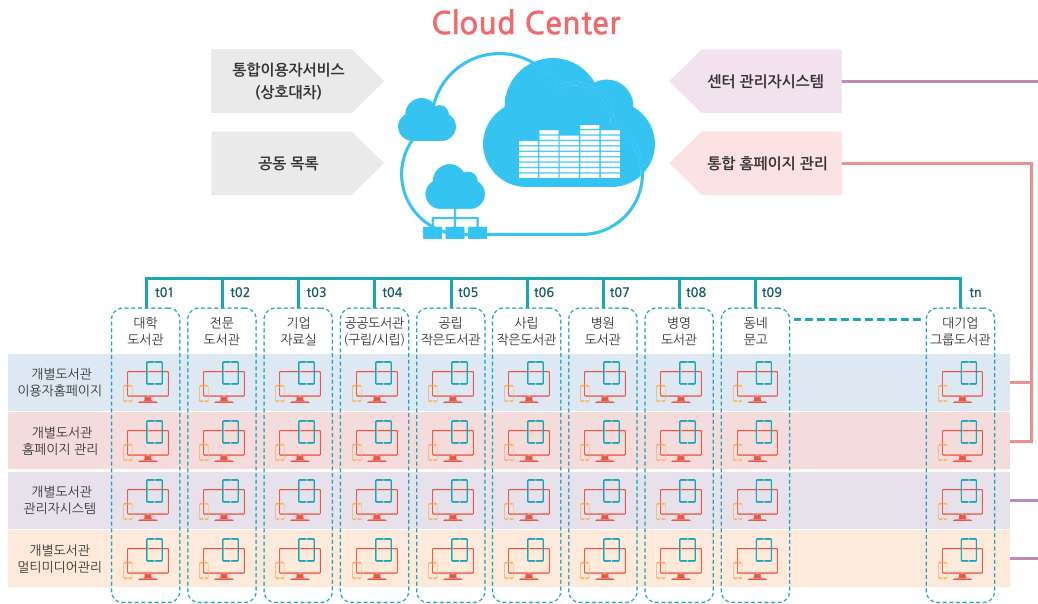 Cloud Center
통합이용자서비스
(상호대차)
센터 관리자시스템
공동 목록
통합 홈페이지 관리
t01
t02
t03
t04
t05
t06
t07
t08
t09
tn
대학
도서관
전문
도서관
기업
자료실
공공도서관
(구립/시립)
공립
작은도서관
사립
작은도서관
병원
도서관
병영
도서관
동네
문고
대기업
그룹도서관
개별도서관
이용자홈페이지
개별도서관
홈페이지 관리
개별도서관
관리자시스템
개별도서관
멀티미디어관리